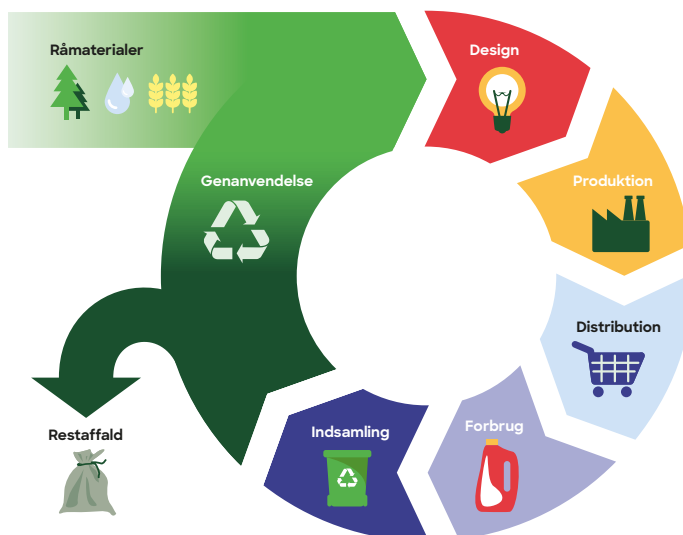 Råmaterialer
Design
Produktion
Distribution
Forbrug
Indsamling
Genanvendelse
Restaffald